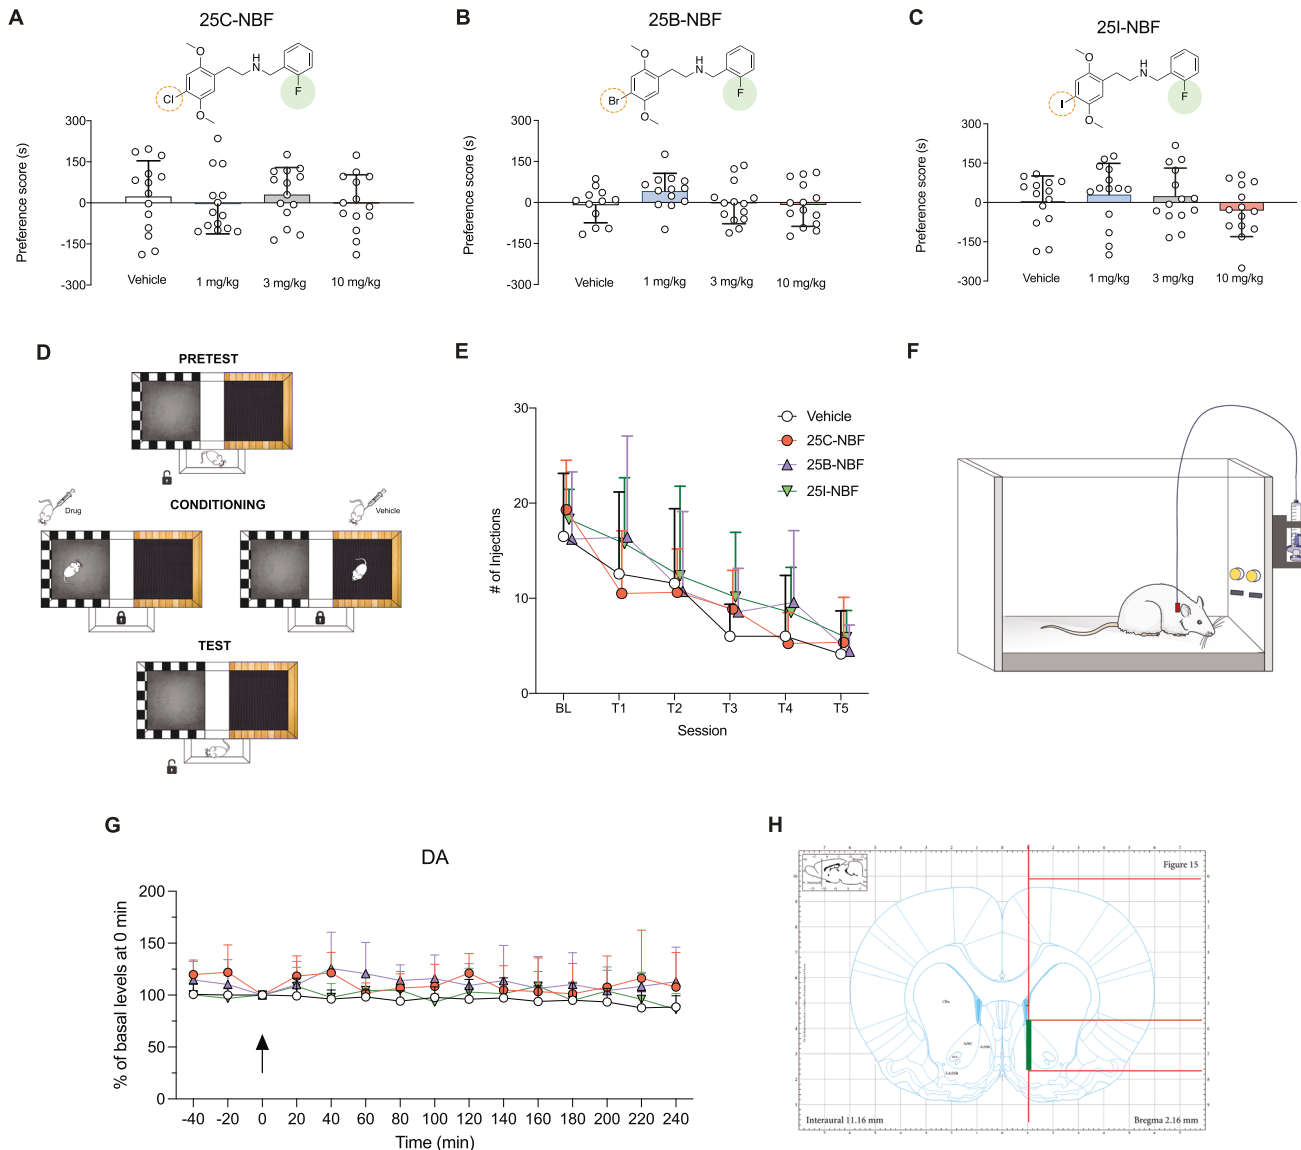 A
25C-NBF
Cl
O
O
H
N
F
Preference score (s)
300
150
0
-150
-300
Vehicle
1 mg/kg
3 mg/kg
10 mg/kg
B
25B-NBF
Br
O
O
H
N
F
Preference score (s)
300
150
0
-150
-300
Vehicle
1 mg/kg
3 mg/kg
10 mg/kg
C
25I-NBF
I
O
O
H
N
F
Preference score (s)
300
150
0
-150
-300
Vehicle
1 mg/kg
3 mg/kg
10 mg/kg
D
PRETEST
CONDITIONING
Drug
Vehicle
TEST
E
# of Injections
30
20
10
0
BL T1 T2 T3 T4 T5
Session
Vehicle
25C-NBF
25B-NBF
25I-NBF
F
G
DA
% of basal levels at 0 min
200
150
100
50
0
-40 -20 0 20 40 60 80 100 120 140 160 180 200 220 240
Time (min)
H
Figure 15
Interaural 11.16 mm
Bregma 2.16 mm